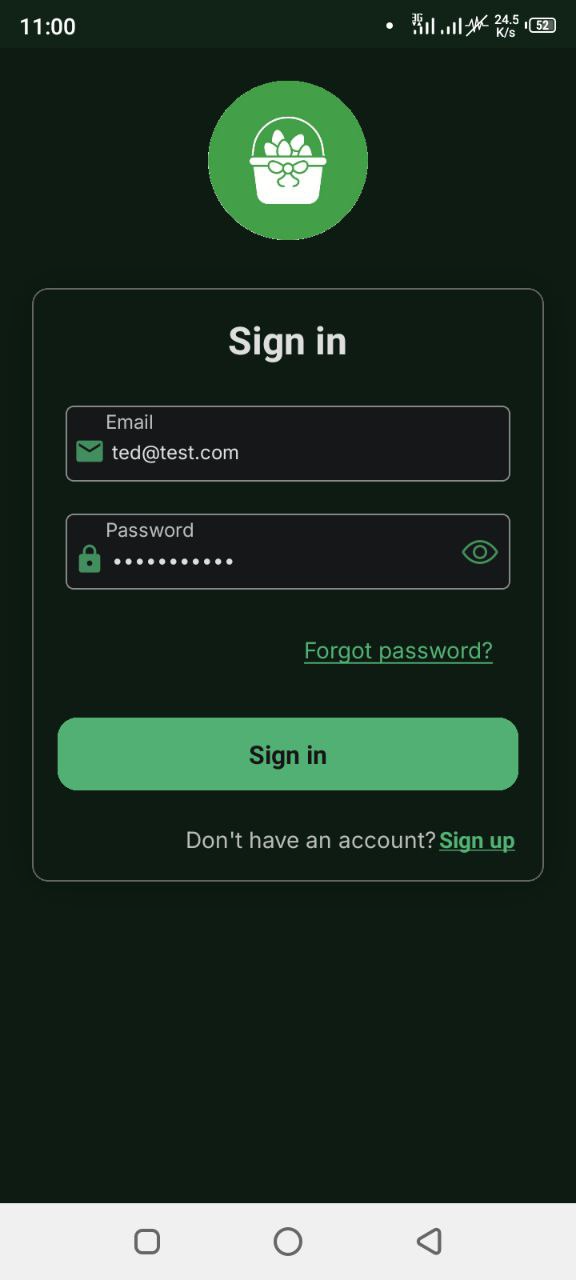 11:00
3G
24.5
K/s
52
Sign in
Email
ted@test.com
Password
•••••••••••
Forgot password?
Sign in
Don't have an account? Sign up